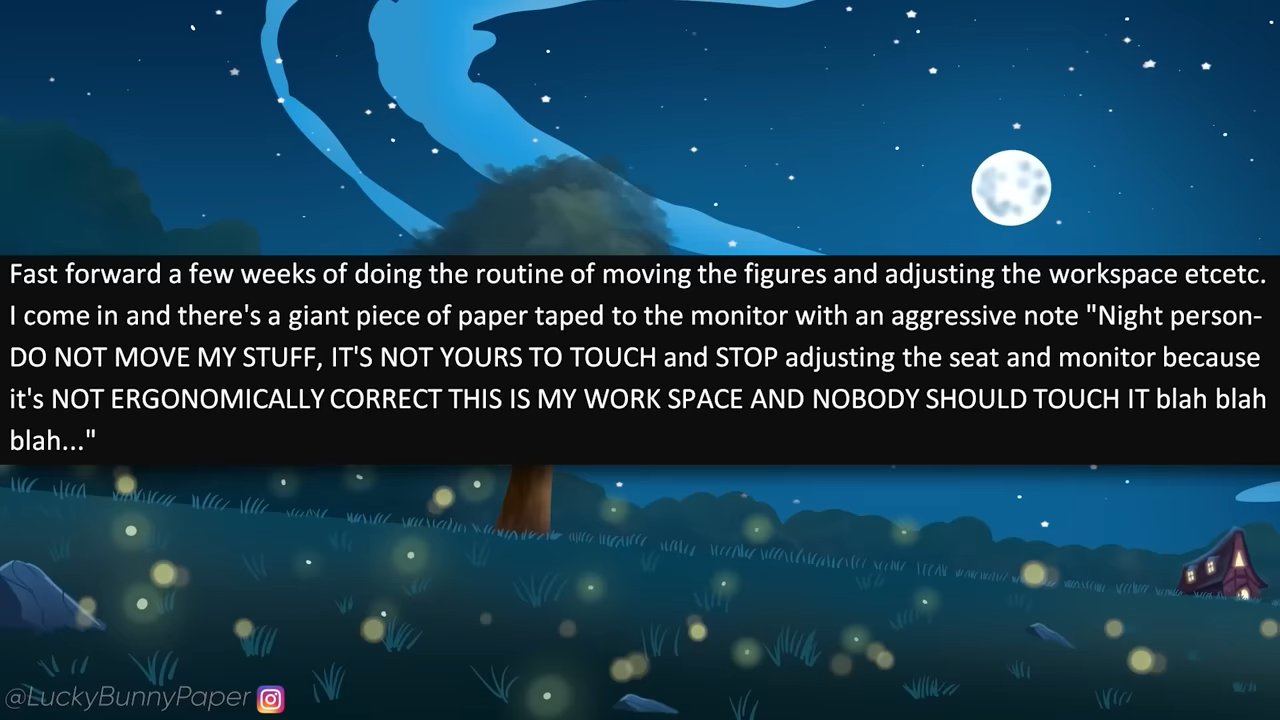 Fast forward a few weeks of doing the routine of moving the figures and adjusting the workspace etcetc.
I come in and there's a giant piece of paper taped to the monitor with an aggressive note "Night person-
DO NOT MOVE MY STUFF, IT'S NOT YOURS TO TOUCH and STOP adjusting the seat and monitor because
it's NOT ERGONOMICALLY CORRECT THIS IS MY WORK SPACE AND NOBODY SHOULD TOUCH IT blah blah
blah..."
@LuckyBunnyPaper